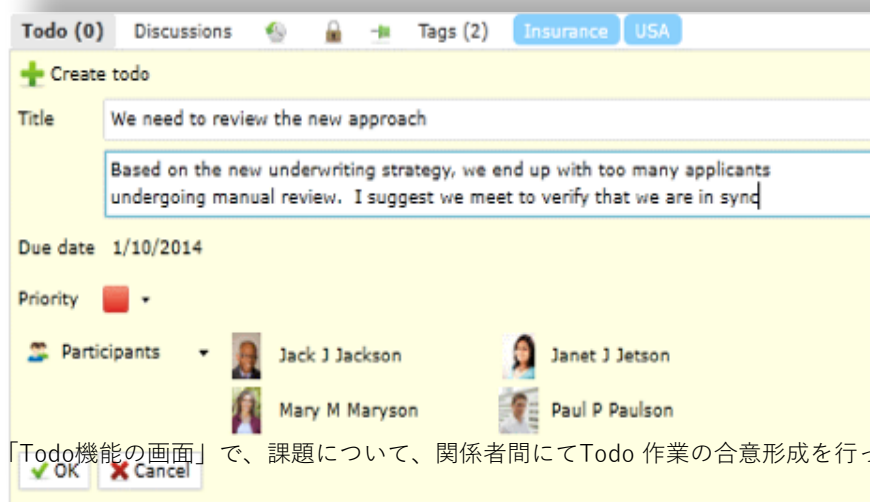 Todo (0) Discussions Tags (2) Insurance USA
Create todo
Title We need to review the new approach
Based on the new underwriting strategy, we end up with too many applicants
undergoing manual review. I suggest we meet to verify that we are in sync
Due date 1/10/2014
Priority
Participants Jack J Jackson Janet J Jetson
Mary M Maryson Paul P Paulson
「Todo機能の画面」で、課題について、関係者間にてTodo 作業の合意形成を行っ
OK Cancel